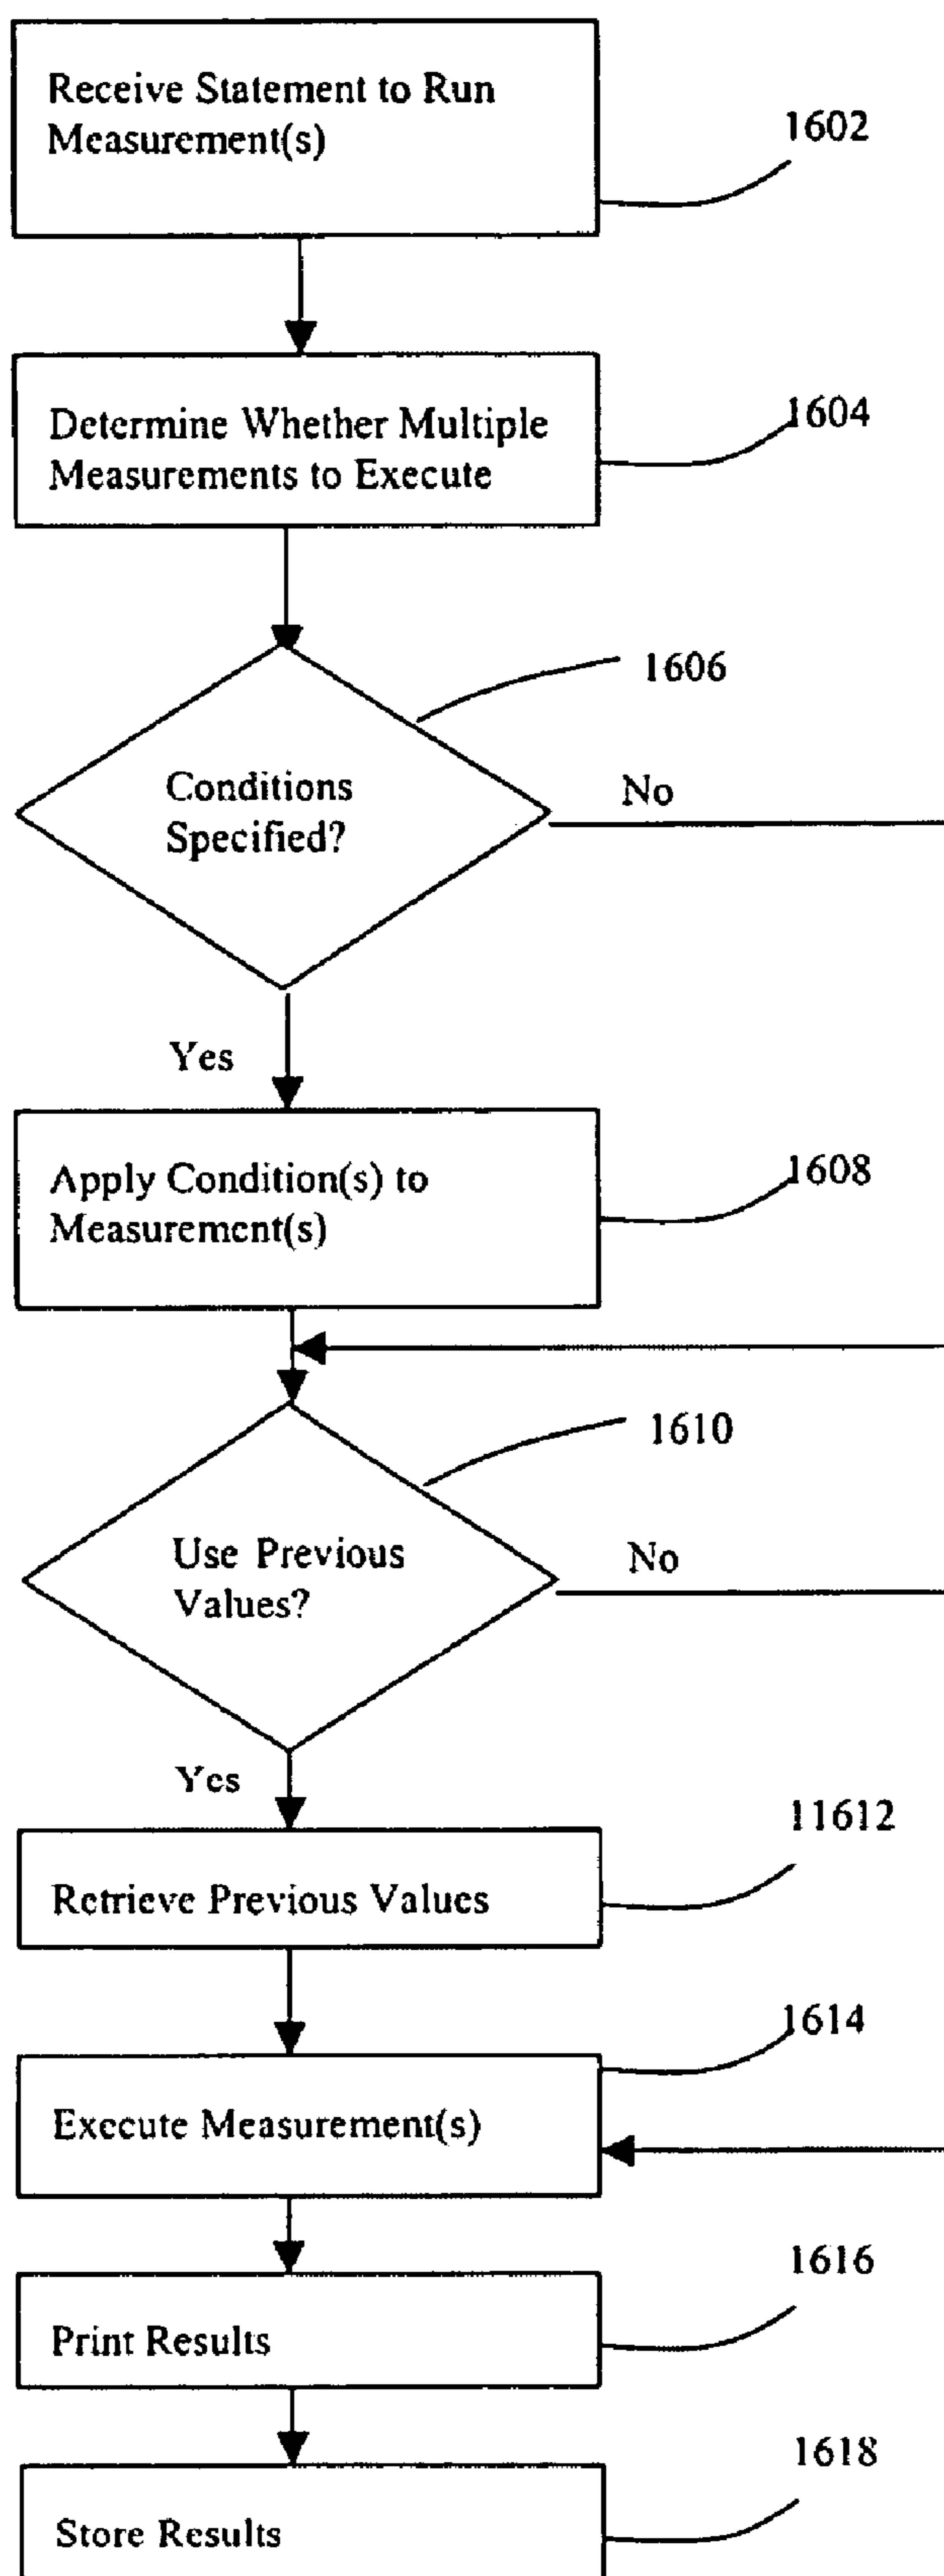 Receive Statement to Run
Measurement(s)
1602
Determine Whether Multiple
Measurements to Execute
1604
1606
Conditions
Specified?
No
Yes
Apply Condition(s) to
Measurement(s)
1608
1610
Use Previous
Values?
No
Yes
11612
Retrieve Previous Values
1614
Execute Measurement(s)
1616
Print Results
1618
Store Results